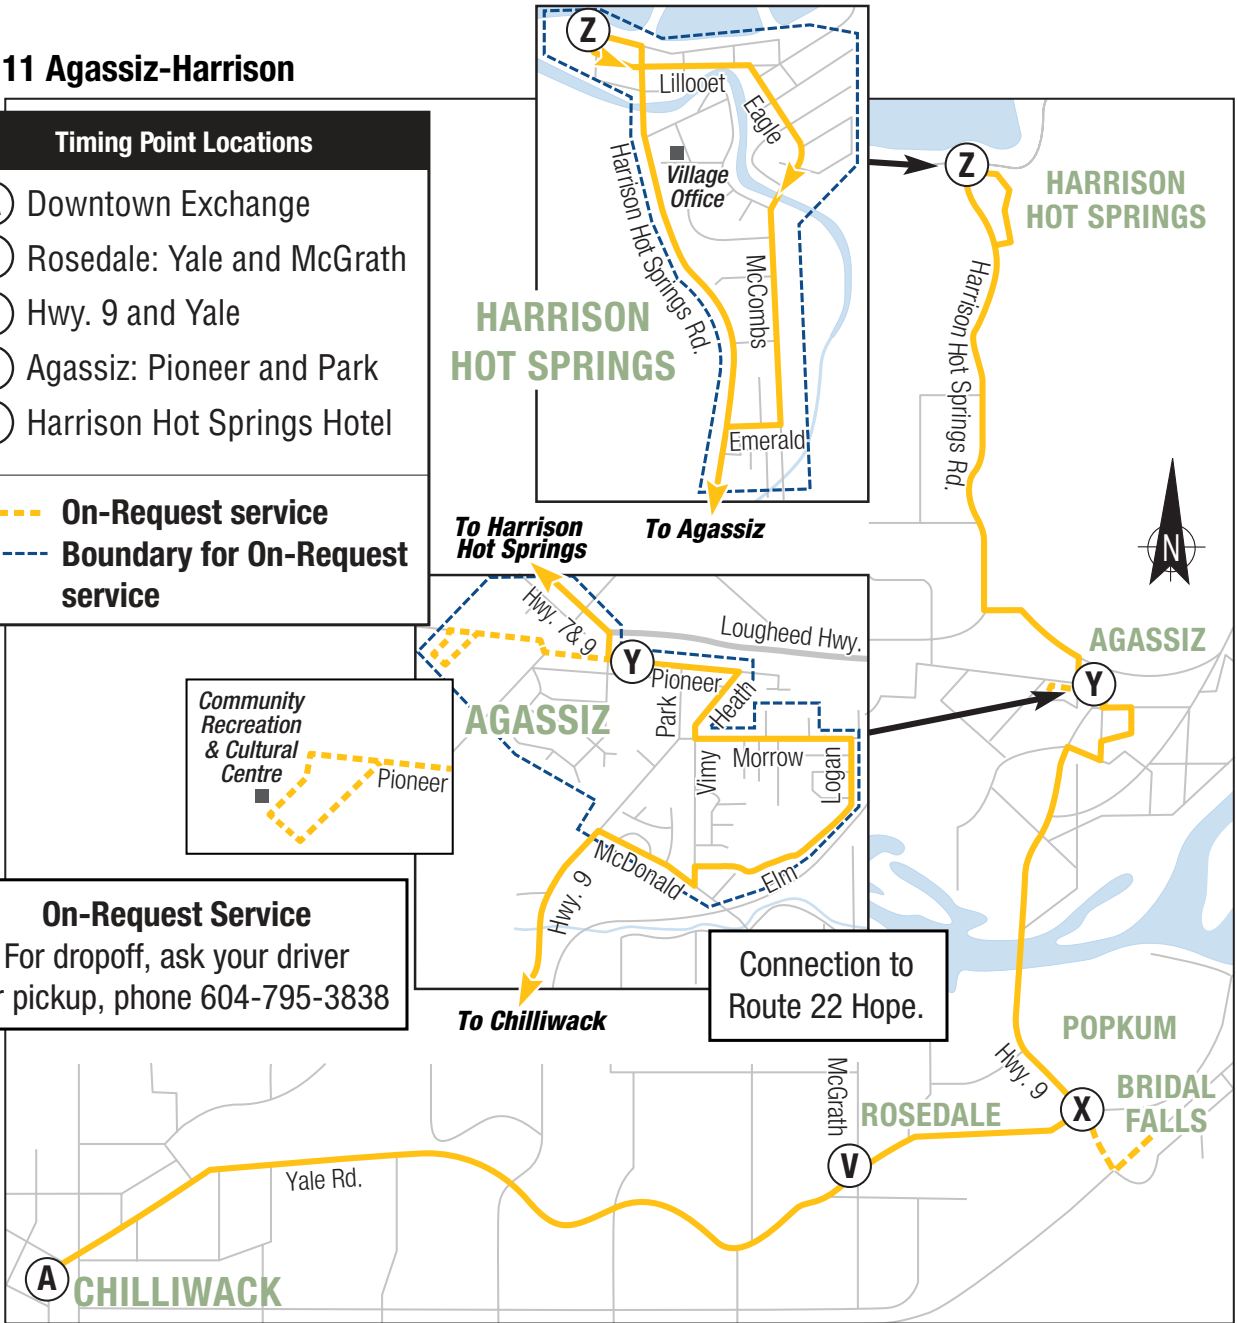 11 Agassiz-Harrison
Timing Point Locations
Downtown Exchange
Rosedale: Yale and McGrath
Hwy. 9 and Yale
Agassiz: Pioneer and Park
Harrison Hot Springs Hotel
On-Request service
Boundary for On-Request
service
Z
Lillooet
Eagle
Village
Office
Harrison Hot Springs Rd.
McCombs
HARRISON
HOT SPRINGS
Emerald
To Agassiz
Z
HARRISON
HOT SPRINGS
Harrison Hot Springs Rd.
N
AGASSIZ
Y
To Harrison
Hot Springs
Hwy. 7& 9
Lougheed Hwy.
Y
Pioneer
Park
Heath
AGASSIZ
Vimy
Morrow
Logan
McDonald
Elm
Hwy. 9
To Chilliwack
Community
Recreation
& Cultural
Centre
Pioneer
On-Request Service
For dropoff, ask your driver
pickup, phone 604-795-3838
Connection to
Route 22 Hope.
POPKUM
Hwy. 9
BRIDAL
FALLS
X
McGrath
ROSEDALE
V
Yale Rd.
A
CHILLIWACK